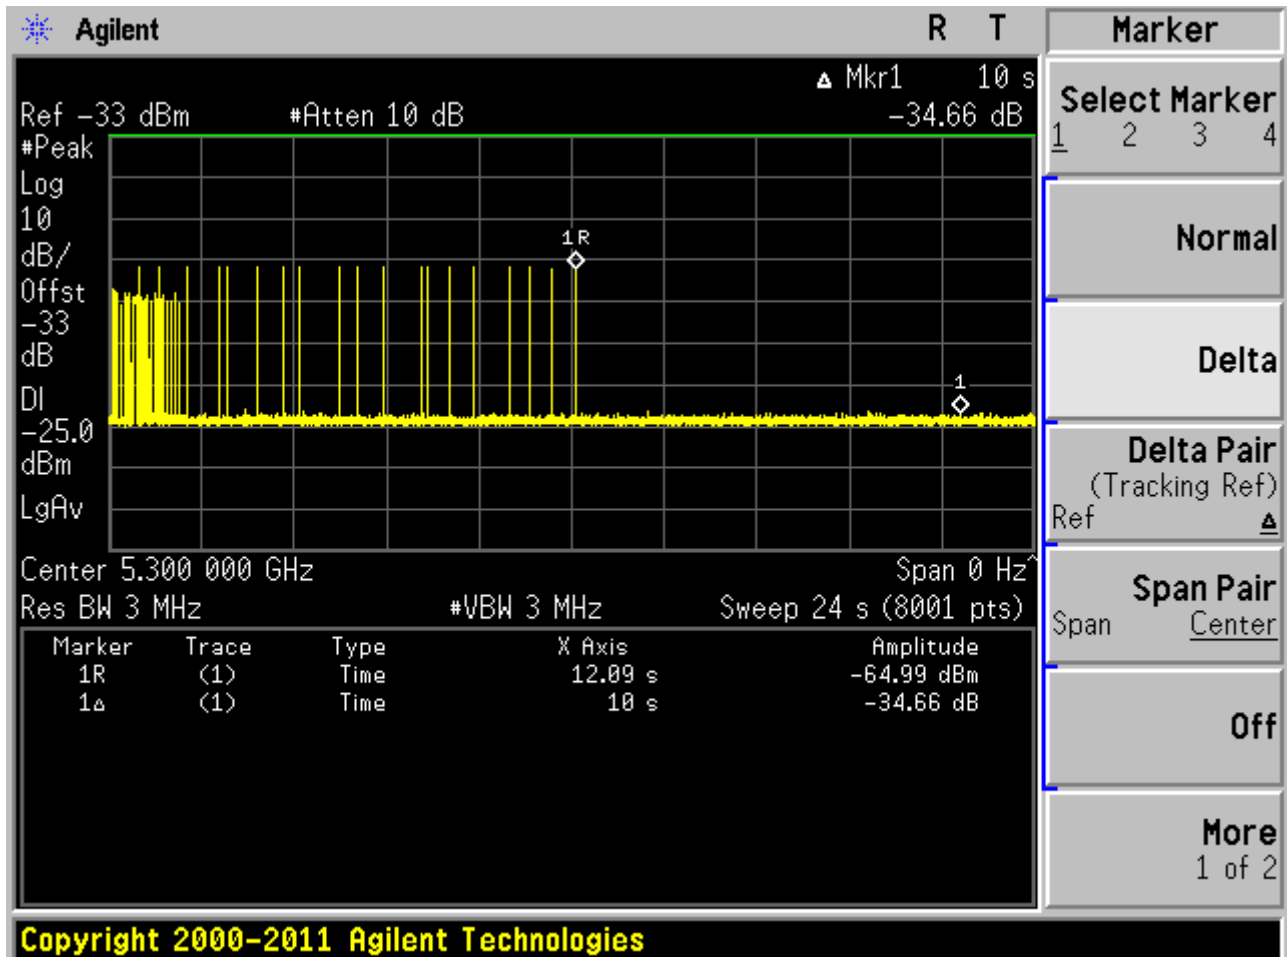 Agilent R T Marker
▵ Mkr1 10 s
Ref −33 dBm #Atten 10 dB −34.66 dB
#Peak
Log
10
dB/
Offst
−33
dB
DI
−25.0
dBm
LgAv
1R
1
Center 5.300 000 GHz Span 0 Hz^
Res BW 3 MHz #VBW 3 MHz Sweep 24 s (8001 pts)
Marker Trace Type X Axis Amplitude
1R (1) Time 12.09 s −64.99 dBm
1▵ (1) Time 10 s −34.66 dB
Select Marker
1 2 3 4
Normal
Delta
Delta Pair
(Tracking Ref)
Ref ▵
Span Pair
Span Center
Off
More
1 of 2
Copyright 2000−2011 Agilent Technologies